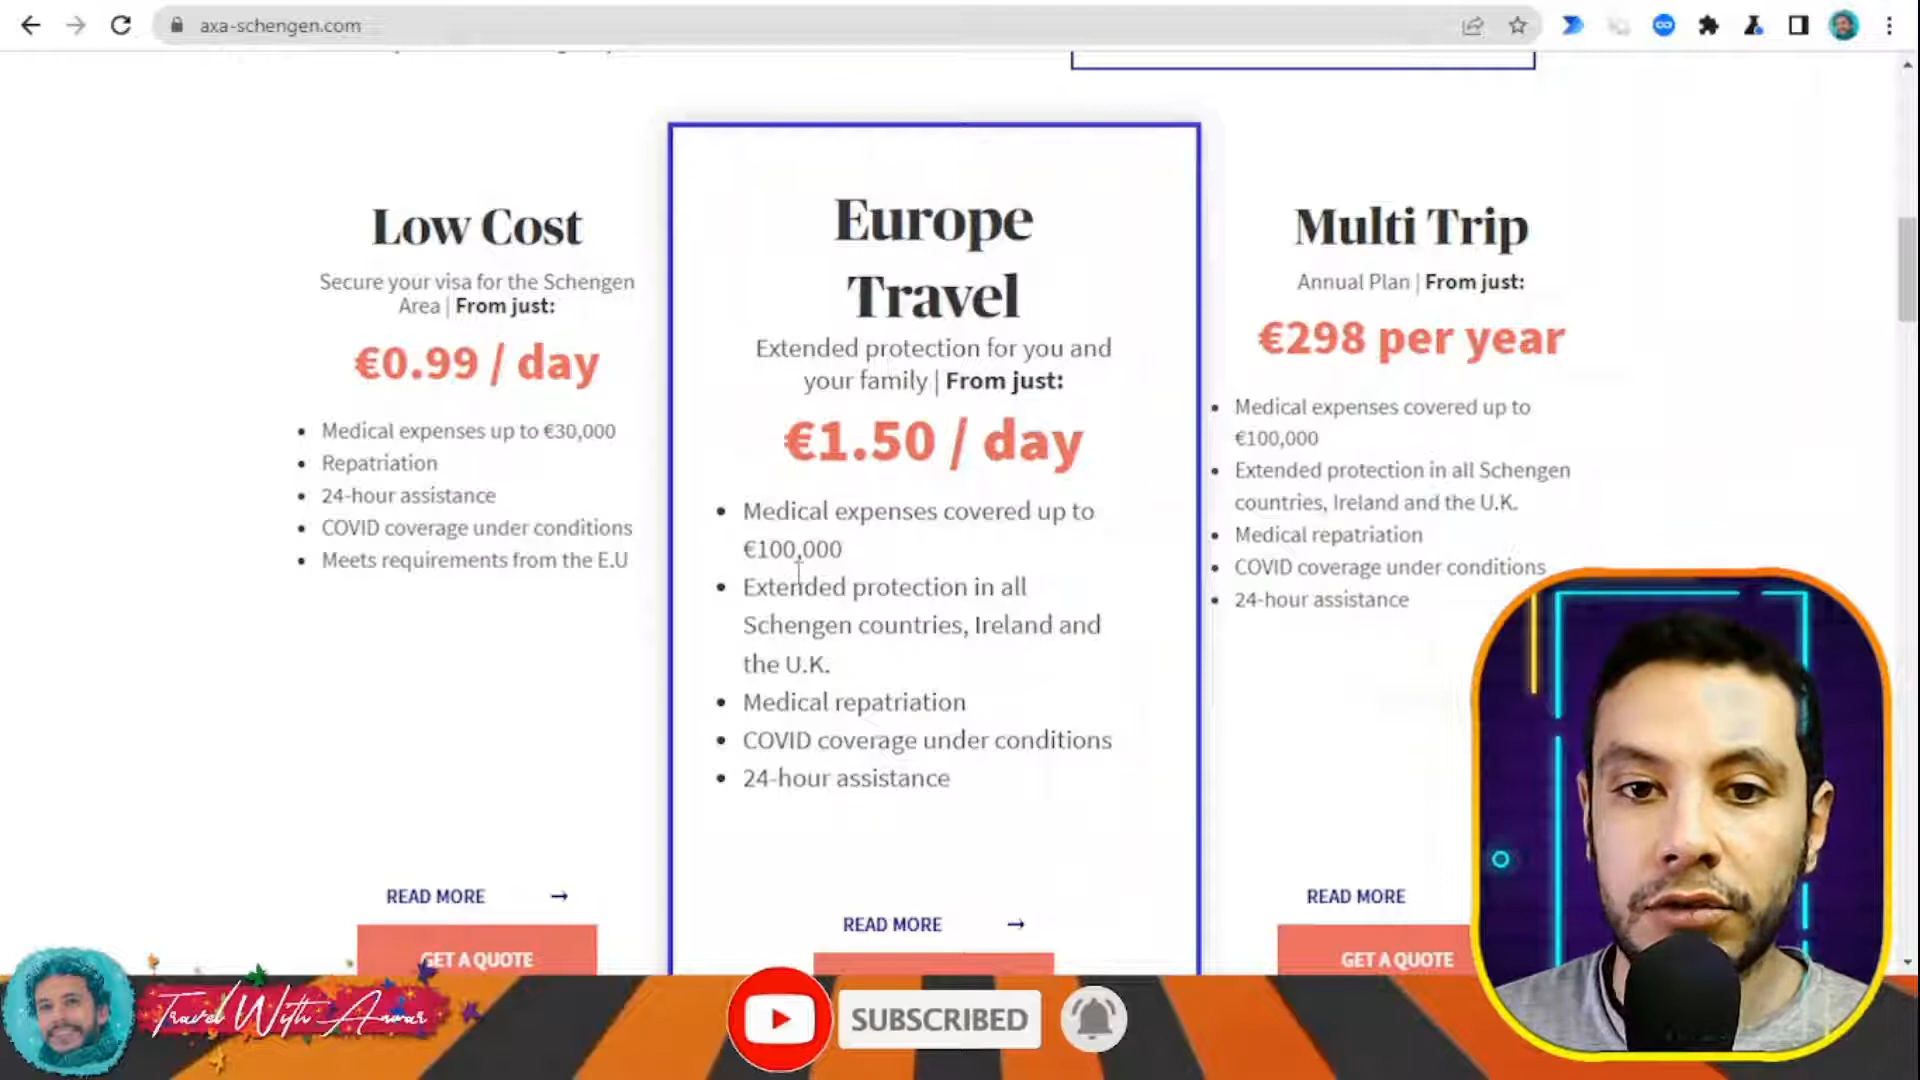 axa-schengen.com
Low Cost
Secure your visa for the Schengen
Area | From just:
€0.99 / day
• Medical expenses up to €30,000
• Repatriation
• 24-hour assistance
• COVID coverage under conditions
• Meets requirements from the E.U
READ MORE →
GET A QUOTE
Europe
Travel
Extended protection for you and
your family | From just:
€1.50 / day
• Medical expenses covered up to
€100,000
• Extended protection in all
Schengen countries, Ireland and
the U.K.
• Medical repatriation
• COVID coverage under conditions
• 24-hour assistance
READ MORE →
Multi Trip
Annual Plan | From just:
€298 per year
• Medical expenses covered up to
€100,000
• Extended protection in all Schengen
countries, Ireland and the U.K.
• Medical repatriation
• COVID coverage under conditions
• 24-hour assistance
READ MORE
GET A QUOTE
Travel With Anwar
SUBSCRIBED